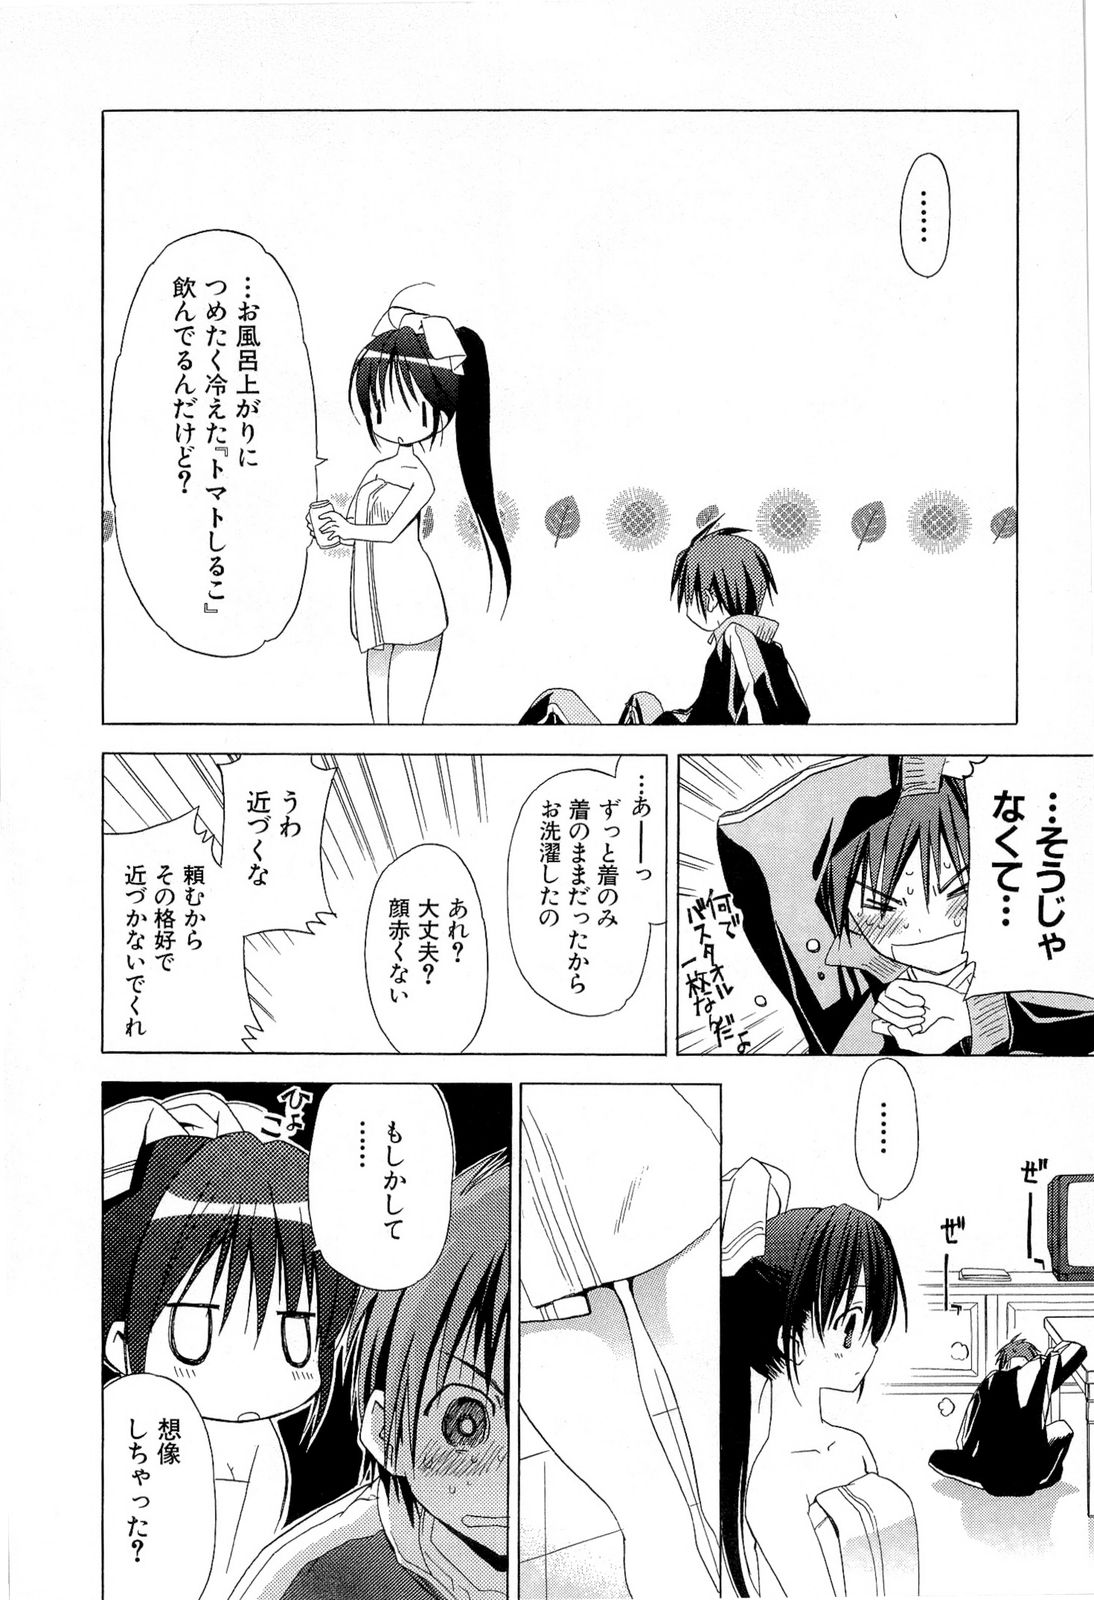 ……
…お風呂上がりに
つめたく冷えた『トマトしるこ』
飲んでるんだけど？
…そうじゃ
なくて…
何で
バスタオル
一枚なんだよ
…あーっ
ずっと着のみ
着のままだったから
お洗濯したの
あれ？
大丈夫？
顔赤くない
うわ
近づくな
頼むから
その格好で
近づかないでくれ
ぜーっ
ぜーっ
……
もしかして
……
ひょこ
想像
しちゃった？